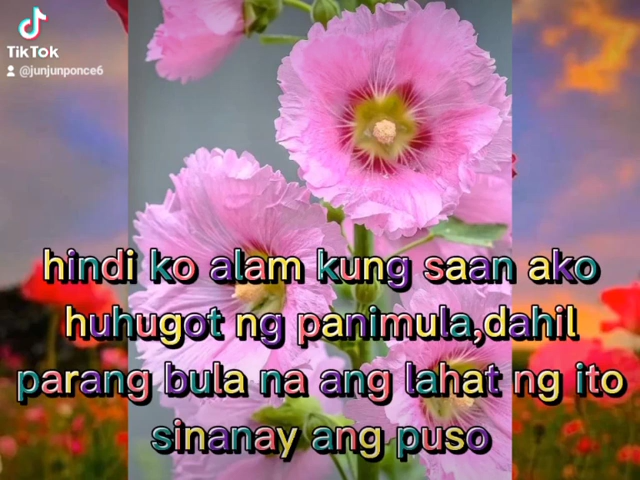 TikTok
@junjunponce6
hindi ko alam kung saan ako
huhugot ng panimula,dahil
parang bula na ang lahat ng ito
sinanay ang puso